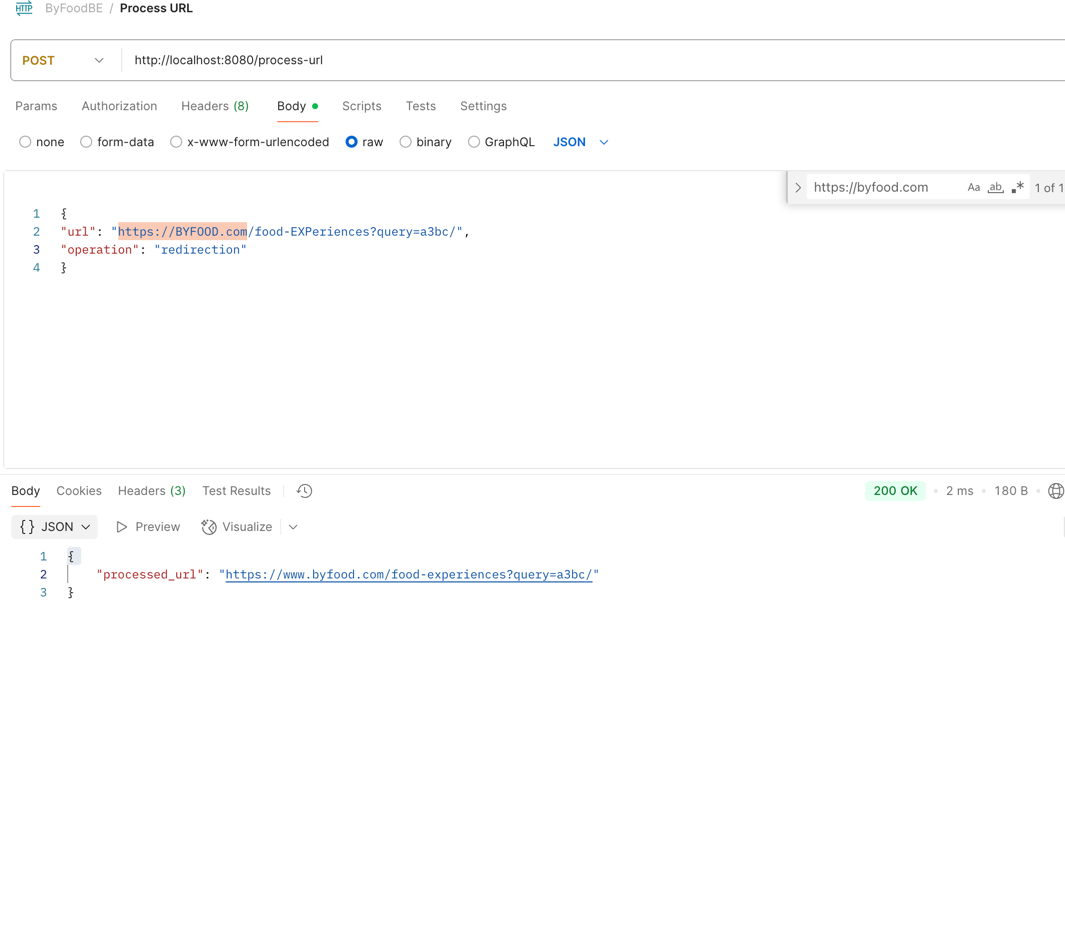 HTTP ByFoodBE / Process URL
POST http://localhost:8080/process-url
Params Authorization Headers (8) Body Scripts Tests Settings
none form-data x-www-form-urlencoded raw binary GraphQL JSON
https://byfood.com Aa ab, .* 1 of 1
1 {
2 "url": "https://BYFOOD.com/food-EXPeriences?query=a3bc/",
3 "operation": "redirection"
4 }
Body Cookies Headers (3) Test Results 200 OK • 2 ms • 180 B •
{} JSON Preview Visualize
1 {
2 "processed_url": "https://www.byfood.com/food-experiences?query=a3bc/"
3 }